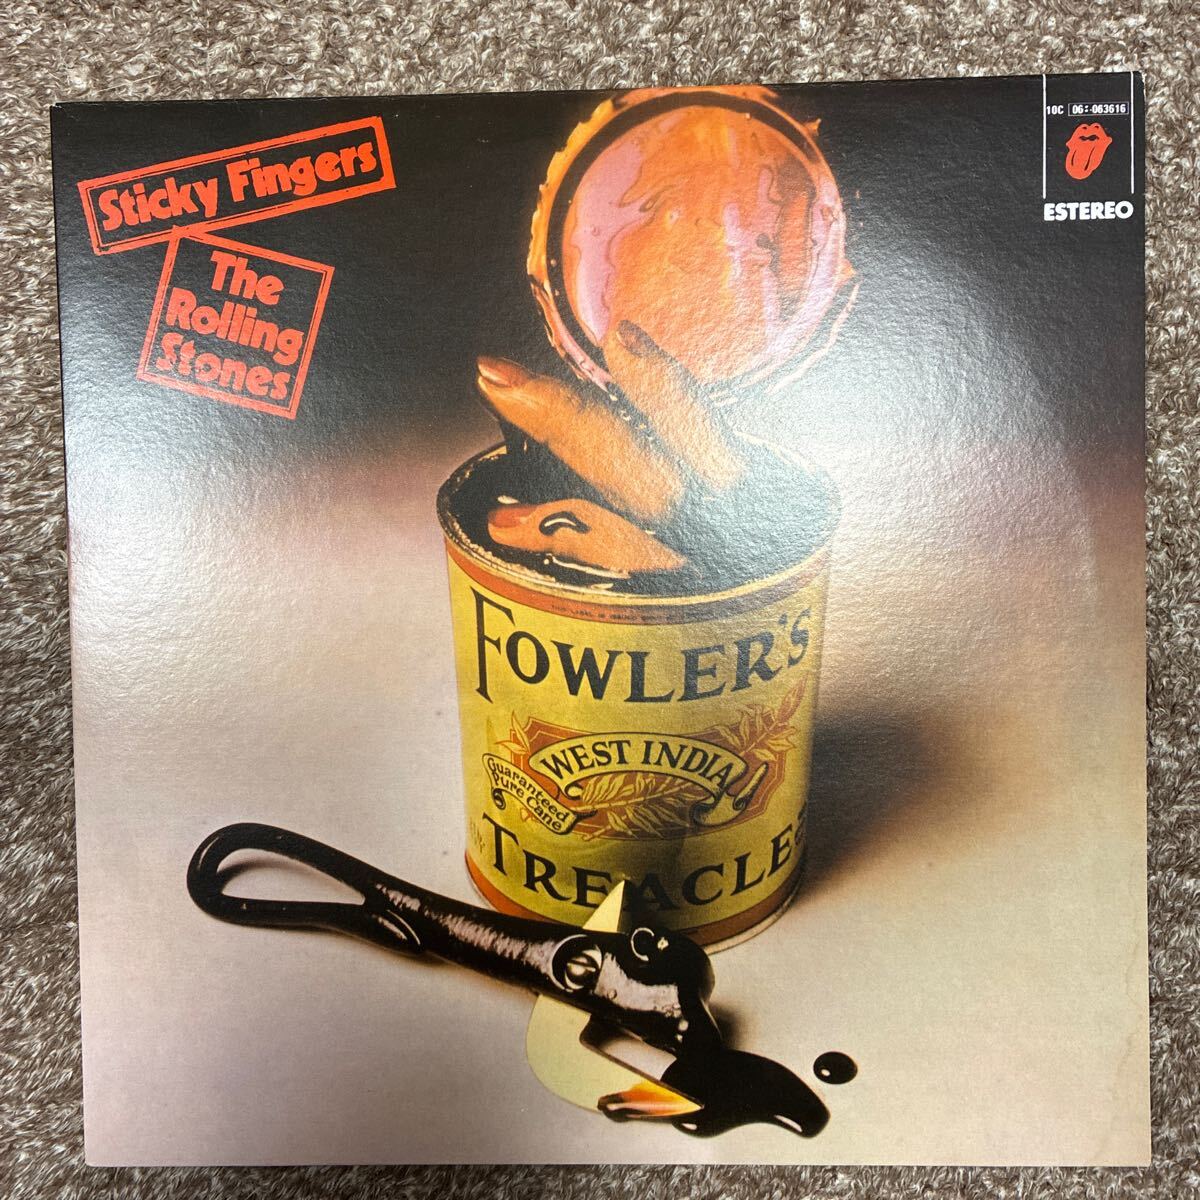 Sticky Fingers
The
Rolling
Stones
10C 06 063616
ESTEREO
FOWLER'S
WEST INDIA
Guaranteed
Pure Cane
TREACLE